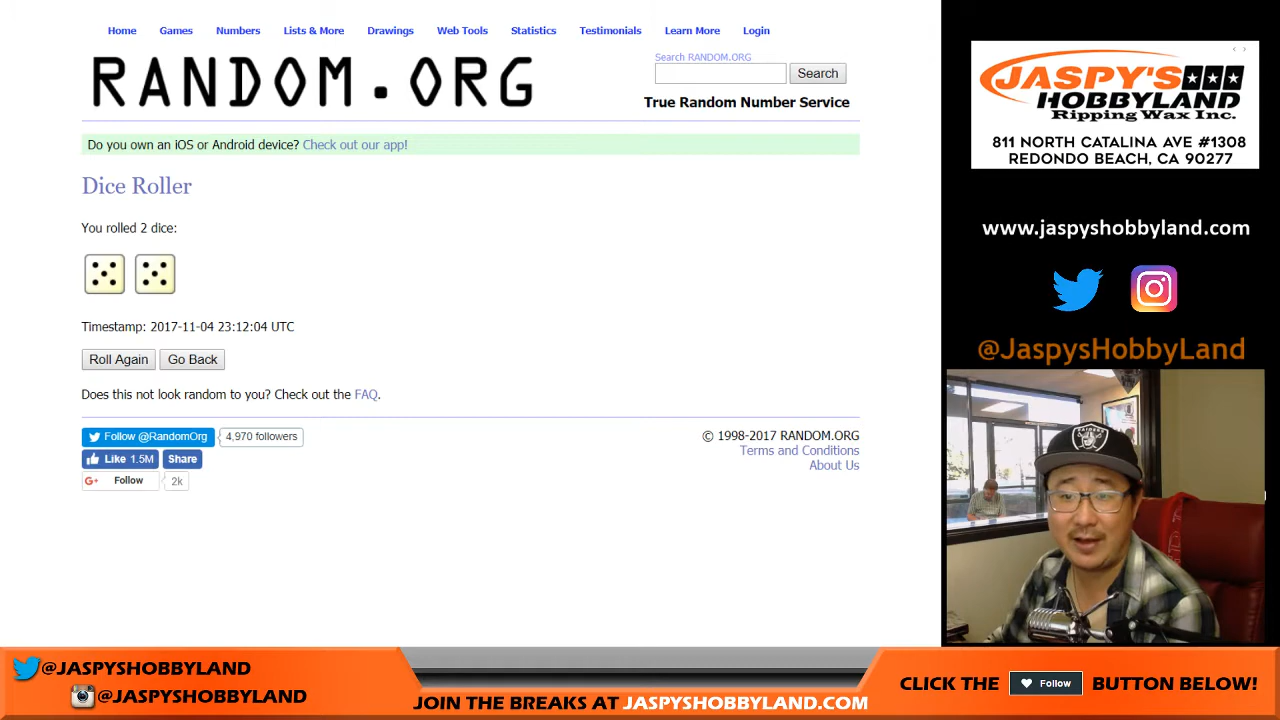 Home Games Numbers Lists & More Drawings Web Tools Statistics Testimonials Learn More Login
RANDOM.ORG
Search RANDOM.ORG
Search
True Random Number Service
Do you own an iOS or Android device? Check out our app!
Dice Roller
You rolled 2 dice:
Timestamp: 2017-11-04 23:12:04 UTC
Roll Again Go Back
Does this not look random to you? Check out the FAQ.
Follow @RandomOrg 4,970 followers
Like 1.5M Share
G+ Follow 2k
© 1998-2017 RANDOM.ORG
Terms and Conditions
About Us
JASPY'S
HOBBYLAND
Ripping Wax Inc.
811 NORTH CATALINA AVE #1308
REDONDO BEACH, CA 90277
www.jaspyshobbyland.com
@JaspysHobbyLand
RAIDERS
@JASPYSHOBBYLAND
@JASPYSHOBBYLAND
JOIN THE BREAKS AT JASPYSHOBBYLAND.COM
CLICK THE Follow BUTTON BELOW!